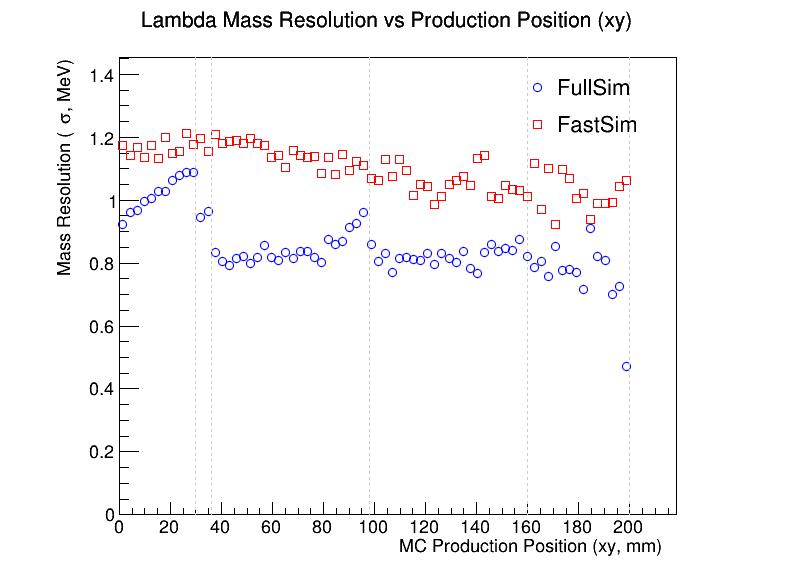 Lambda Mass Resolution vs Production Position (xy)
Mass Resolution ( σ, MeV)
1.4
1.2
1
0.8
0.6
0.4
0.2
0
FullSim
FastSim
0 20 40 60 80 100 120 140 160 180 200
MC Production Position (xy, mm)